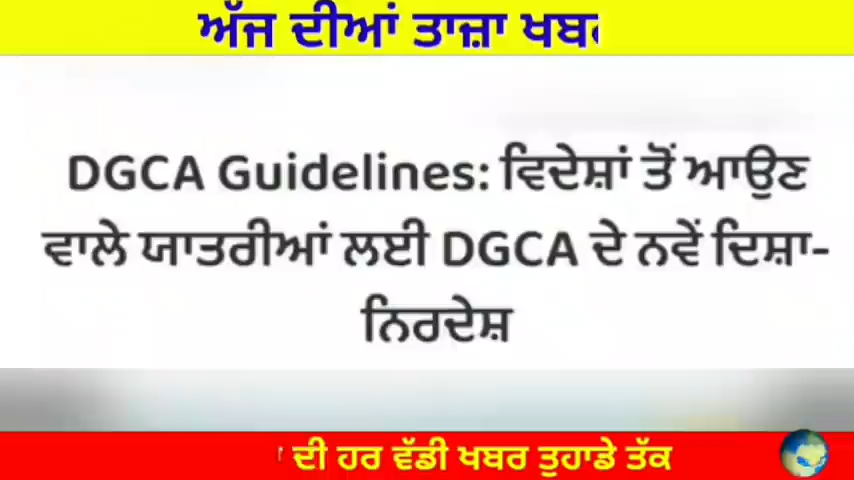 ਅੱਜ ਦੀਆਂ ਤਾਜ਼ਾ
DGCA Guidelines: ਵਿਦੇਸ਼ਾਂ ਤੋਂ ਆਉਣ
ਵਾਲੇ ਯਾਤਰੀਆਂ ਲਈ DGCA ਦੇ ਨਵੇਂ ਦਿਸ਼ਾ-
ਨਿਰਦੇਸ਼
ਦੀ ਹਰ ਵੱਡੀ ਖਬਰ ਤੁਹਾਡੇ ਤੱਕ